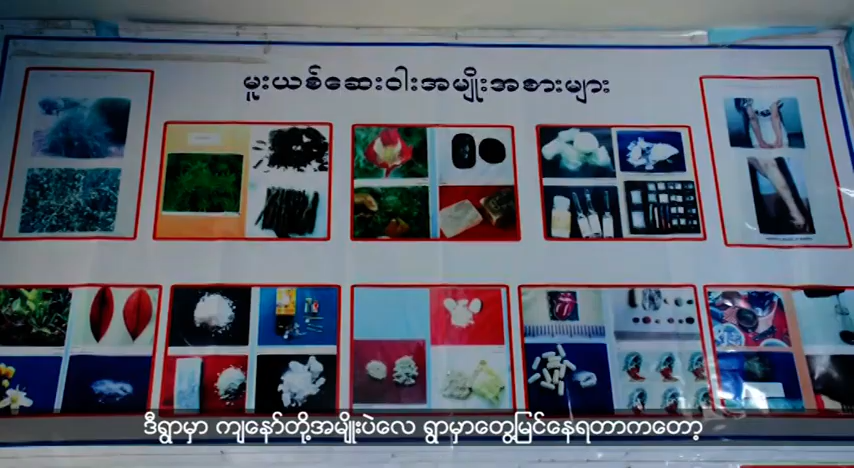 မူးယစ်ဆေးဝါးအမျိုးအစားများ
ဒီရွာမှာ ကျနော်တို့အမျိုးပဲလေ ရွာမှာတွေ့မြင်နေရတာကတော့